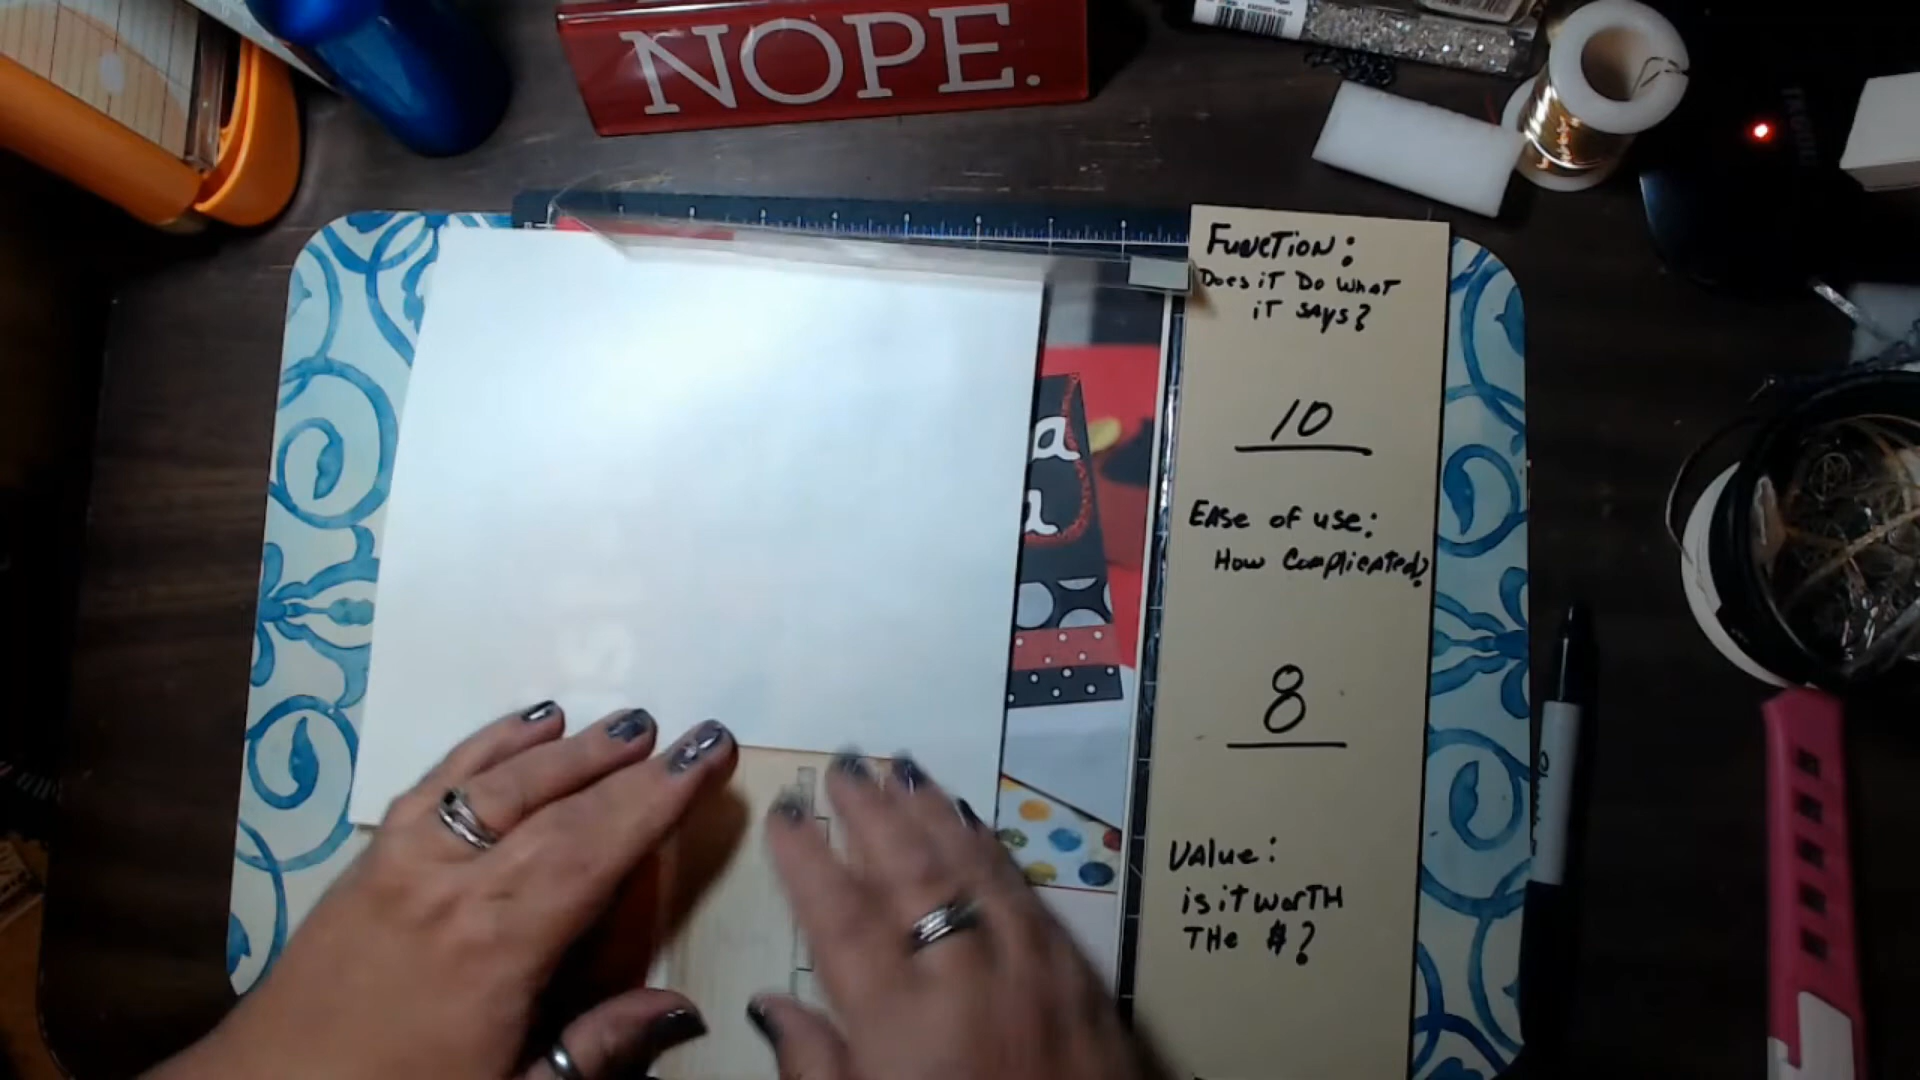 NOPE.
FUNCTION:
Does iT Do WhAT
iT SAys?
10
EAse of use:
How CompliCATed?
8
VAlue:
is it worTH
THe $?
a
u